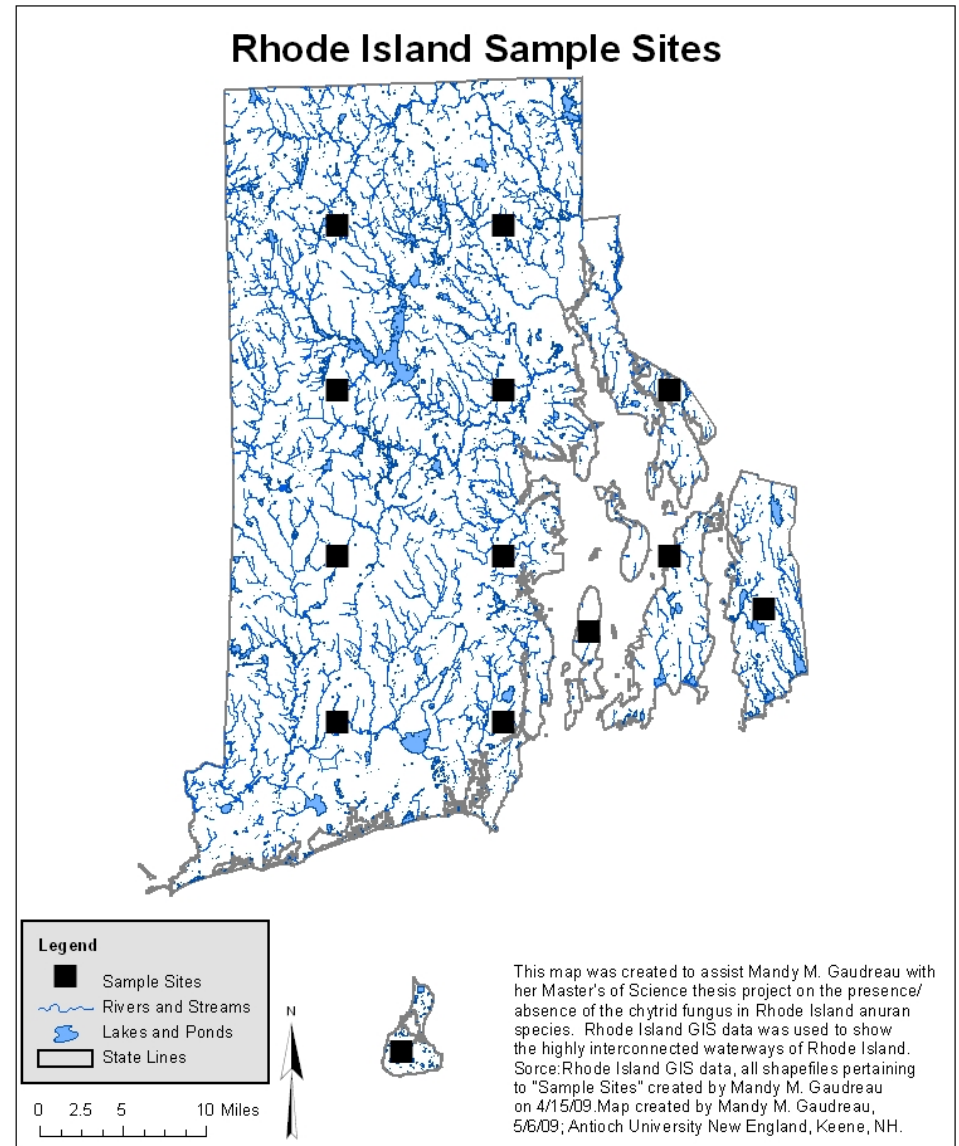 Rhode Island Sample Sites
Legend
Sample Sites
Rivers and Streams
Lakes and Ponds
State Lines
N
0 2.5 5 10 Miles
This map was created to assist Mandy M. Gaudreau with
her Master's of Science thesis project on the presence/
absence of the chytrid fungus in Rhode Island anuran
species. Rhode Island GIS data was used to show
the highly interconnected waterways of Rhode Island.
Sorce:Rhode Island GIS data, all shapefiles pertaining
to "Sample Sites" created by Mandy M. Gaudreau
on 4/15/09.Map created by Mandy M. Gaudreau,
5/6/09; Antioch University New England, Keene, NH.